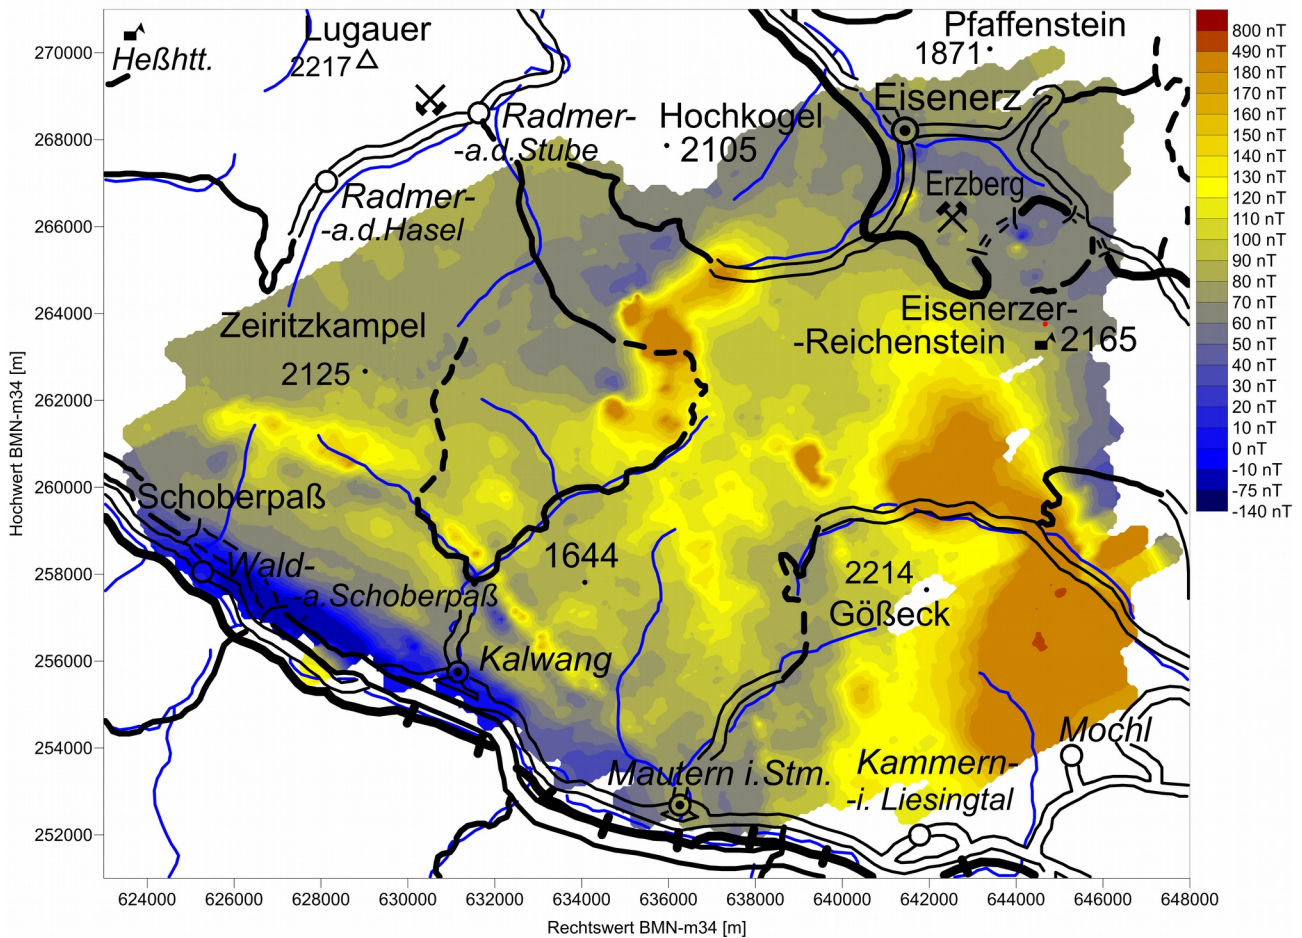 Lugauer
2217
Heßhtt.
Pfaffenstein
1871
Eisenerz
Radmer-
-a.d.Stube
Hochkogel
2105
Radmer-
-a.d.Hasel
Erzberg
Zeiritzkampel
2125
Eisenerzer-
-Reichenstein
2165
Schoberpaß
Wald-
-a.Schoberpaß
1644
2214
Gößeck
Kalwang
Mautern i.Stm.
Kammern-
-i. Liesingtal
Mochl
270000
268000
266000
264000
262000
260000
258000
256000
254000
252000
Hochwert BMN-m34 [m]
624000 626000 628000 630000 632000 634000 636000 638000 640000 642000 644000 646000 648000
Rechtswert BMN-m34 [m]
800 nT
490 nT
180 nT
170 nT
160 nT
150 nT
140 nT
130 nT
120 nT
110 nT
100 nT
90 nT
80 nT
70 nT
60 nT
50 nT
40 nT
30 nT
20 nT
10 nT
0 nT
-10 nT
-75 nT
-140 nT